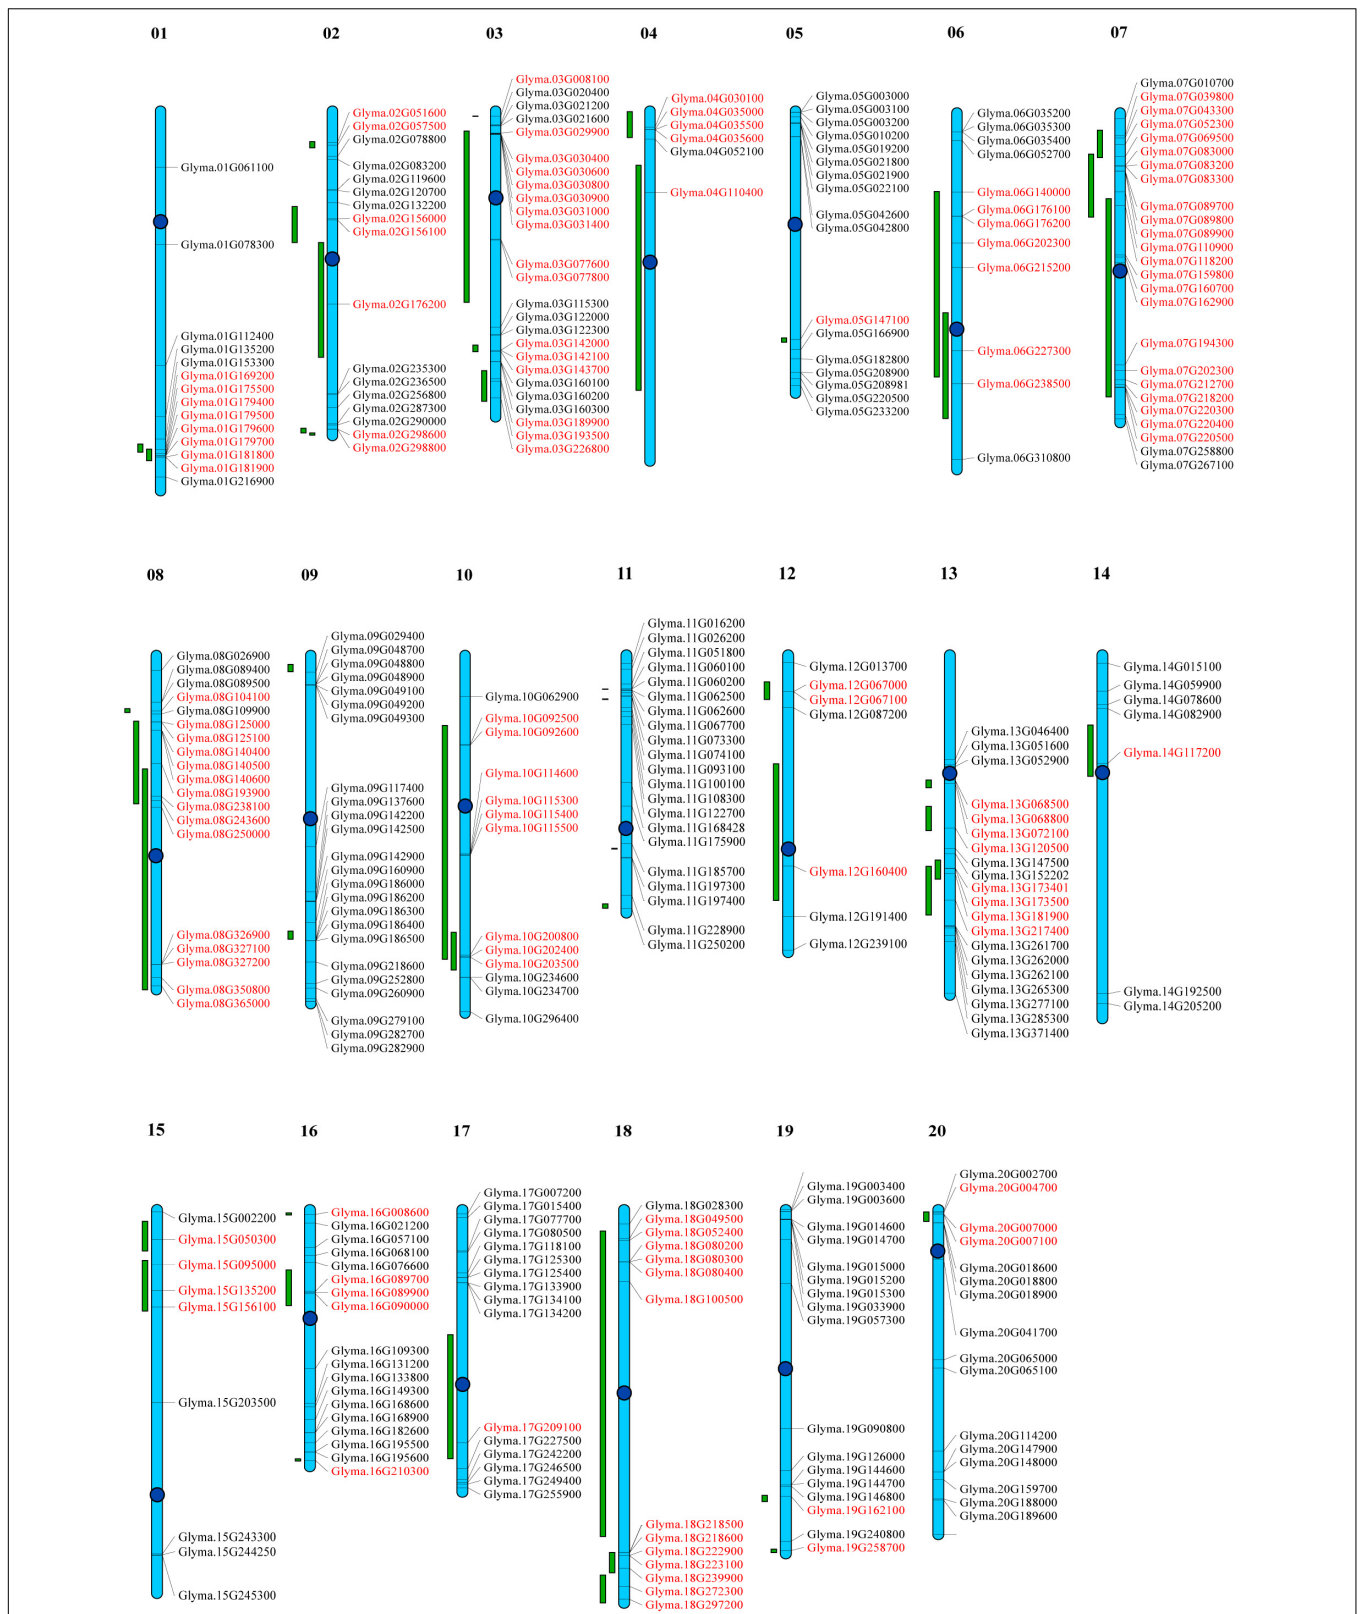 01
02
03
04
05
06
07
Glyma.01G061100
Glyma.01G078300
Glyma.01G112400
Glyma.01G135200
Glyma.01G153300
Glyma.01G169200
Glyma.01G175500
Glyma.01G179400
Glyma.01G179500
Glyma.01G179600
Glyma.01G179700
Glyma.01G181800
Glyma.01G181900
Glyma.01G216900
Glyma.02G051600
Glyma.02G057500
Glyma.02G078800
Glyma.02G083200
Glyma.02G119600
Glyma.02G120700
Glyma.02G132200
Glyma.02G156000
Glyma.02G156100
Glyma.02G176200
Glyma.02G235300
Glyma.02G236500
Glyma.02G256800
Glyma.02G287300
Glyma.02G290000
Glyma.02G298600
Glyma.02G298800
Glyma.03G008100
Glyma.03G020400
Glyma.03G021200
Glyma.03G021600
Glyma.03G029900
Glyma.03G030400
Glyma.03G030600
Glyma.03G030800
Glyma.03G030900
Glyma.03G031000
Glyma.03G031400
Glyma.03G077600
Glyma.03G077800
Glyma.03G115300
Glyma.03G122000
Glyma.03G122300
Glyma.03G142000
Glyma.03G142100
Glyma.03G143700
Glyma.03G160100
Glyma.03G160200
Glyma.03G160300
Glyma.03G189900
Glyma.03G193500
Glyma.03G226800
Glyma.04G030100
Glyma.04G035000
Glyma.04G035500
Glyma.04G035600
Glyma.04G052100
Glyma.04G110400
Glyma.05G003000
Glyma.05G003100
Glyma.05G003200
Glyma.05G010200
Glyma.05G019200
Glyma.05G021800
Glyma.05G021900
Glyma.05G022100
Glyma.05G042600
Glyma.05G042800
Glyma.05G147100
Glyma.05G166900
Glyma.05G182800
Glyma.05G208900
Glyma.05G208981
Glyma.05G220500
Glyma.05G233200
Glyma.06G035200
Glyma.06G035300
Glyma.06G035400
Glyma.06G052700
Glyma.06G140000
Glyma.06G176100
Glyma.06G176200
Glyma.06G202300
Glyma.06G215200
Glyma.06G227300
Glyma.06G238500
Glyma.06G310800
Glyma.07G010700
Glyma.07G039800
Glyma.07G043300
Glyma.07G052300
Glyma.07G069500
Glyma.07G083000
Glyma.07G083200
Glyma.07G083300
Glyma.07G089700
Glyma.07G089800
Glyma.07G089900
Glyma.07G110900
Glyma.07G118200
Glyma.07G159800
Glyma.07G160700
Glyma.07G162900
Glyma.07G194300
Glyma.07G202300
Glyma.07G212700
Glyma.07G218200
Glyma.07G220300
Glyma.07G220400
Glyma.07G220500
Glyma.07G258800
Glyma.07G267100
08
09
10
11
12
13
14
Glyma.08G026900
Glyma.08G089400
Glyma.08G089500
Glyma.08G104100
Glyma.08G109900
Glyma.08G125000
Glyma.08G125100
Glyma.08G140400
Glyma.08G140500
Glyma.08G140600
Glyma.08G193900
Glyma.08G238100
Glyma.08G243600
Glyma.08G250000
Glyma.08G326900
Glyma.08G327100
Glyma.08G327200
Glyma.08G350800
Glyma.08G365000
Glyma.09G029400
Glyma.09G048700
Glyma.09G048800
Glyma.09G048900
Glyma.09G049100
Glyma.09G049200
Glyma.09G049300
Glyma.09G117400
Glyma.09G137600
Glyma.09G142200
Glyma.09G142500
Glyma.09G142900
Glyma.09G160900
Glyma.09G186000
Glyma.09G186200
Glyma.09G186300
Glyma.09G186400
Glyma.09G186500
Glyma.09G218600
Glyma.09G252800
Glyma.09G260900
Glyma.09G279100
Glyma.09G282700
Glyma.09G282900
Glyma.10G062900
Glyma.10G092500
Glyma.10G092600
Glyma.10G114600
Glyma.10G115300
Glyma.10G115400
Glyma.10G115500
Glyma.10G200800
Glyma.10G202400
Glyma.10G203500
Glyma.10G234600
Glyma.10G234700
Glyma.10G296400
Glyma.11G016200
Glyma.11G026200
Glyma.11G051800
Glyma.11G060100
Glyma.11G060200
Glyma.11G062500
Glyma.11G062600
Glyma.11G067700
Glyma.11G073300
Glyma.11G074100
Glyma.11G093100
Glyma.11G100100
Glyma.11G108300
Glyma.11G122700
Glyma.11G168428
Glyma.11G175900
Glyma.11G185700
Glyma.11G197300
Glyma.11G197400
Glyma.11G228900
Glyma.11G250200
Glyma.12G013700
Glyma.12G067000
Glyma.12G067100
Glyma.12G087200
Glyma.12G160400
Glyma.12G191400
Glyma.12G239100
Glyma.13G046400
Glyma.13G051600
Glyma.13G052900
Glyma.13G068500
Glyma.13G068800
Glyma.13G072100
Glyma.13G120500
Glyma.13G147500
Glyma.13G152202
Glyma.13G173401
Glyma.13G173500
Glyma.13G181900
Glyma.13G217400
Glyma.13G261700
Glyma.13G262000
Glyma.13G262100
Glyma.13G265300
Glyma.13G277100
Glyma.13G285300
Glyma.13G371400
Glyma.14G015100
Glyma.14G059900
Glyma.14G078600
Glyma.14G082900
Glyma.14G117200
Glyma.14G192500
Glyma.14G205200
15
16
17
18
19
20
Glyma.15G002200
Glyma.15G050300
Glyma.15G095000
Glyma.15G135200
Glyma.15G156100
Glyma.15G203500
Glyma.15G243300
Glyma.15G244250
Glyma.15G245300
Glyma.16G008600
Glyma.16G021200
Glyma.16G057100
Glyma.16G068100
Glyma.16G076600
Glyma.16G089700
Glyma.16G089900
Glyma.16G090000
Glyma.16G109300
Glyma.16G131200
Glyma.16G133800
Glyma.16G149300
Glyma.16G168600
Glyma.16G168900
Glyma.16G182600
Glyma.16G195500
Glyma.16G195600
Glyma.16G210300
Glyma.17G007200
Glyma.17G015400
Glyma.17G077700
Glyma.17G080500
Glyma.17G118100
Glyma.17G125300
Glyma.17G125400
Glyma.17G133900
Glyma.17G134100
Glyma.17G134200
Glyma.17G209100
Glyma.17G227500
Glyma.17G242200
Glyma.17G246500
Glyma.17G249400
Glyma.17G255900
Glyma.18G028300
Glyma.18G049500
Glyma.18G052400
Glyma.18G080200
Glyma.18G080300
Glyma.18G080400
Glyma.18G100500
Glyma.18G218500
Glyma.18G218600
Glyma.18G222900
Glyma.18G223100
Glyma.18G239900
Glyma.18G272300
Glyma.18G297200
Glyma.19G003400
Glyma.19G003600
Glyma.19G014600
Glyma.19G014700
Glyma.19G015000
Glyma.19G015200
Glyma.19G015300
Glyma.19G033900
Glyma.19G057300
Glyma.19G090800
Glyma.19G126000
Glyma.19G144600
Glyma.19G144700
Glyma.19G146800
Glyma.19G162100
Glyma.19G240800
Glyma.19G258700
Glyma.20G002700
Glyma.20G004700
Glyma.20G007000
Glyma.20G007100
Glyma.20G018600
Glyma.20G018800
Glyma.20G018900
Glyma.20G041700
Glyma.20G065000
Glyma.20G065100
Glyma.20G114200
Glyma.20G147900
Glyma.20G148000
Glyma.20G159700
Glyma.20G188000
Glyma.20G189600